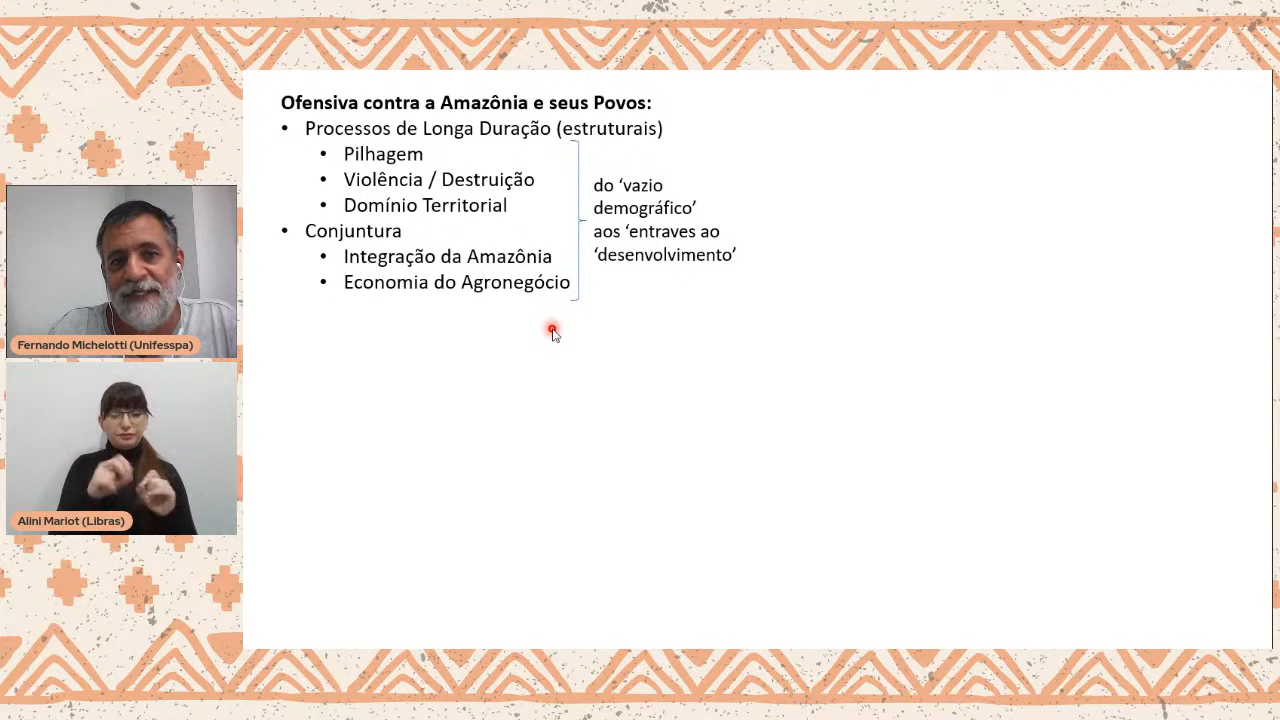 Ofensiva contra a Amazônia e seus Povos:
• Processos de Longa Duração (estruturais)
• Pilhagem
• Violência / Destruição
• Domínio Territorial
• Conjuntura
• Integração da Amazônia
• Economia do Agronegócio
do ‘vazio
demográfico’
aos ‘entraves ao
‘desenvolvimento’
Fernando Michelotti (Unifesspa)
Alini Mariot (Libras)